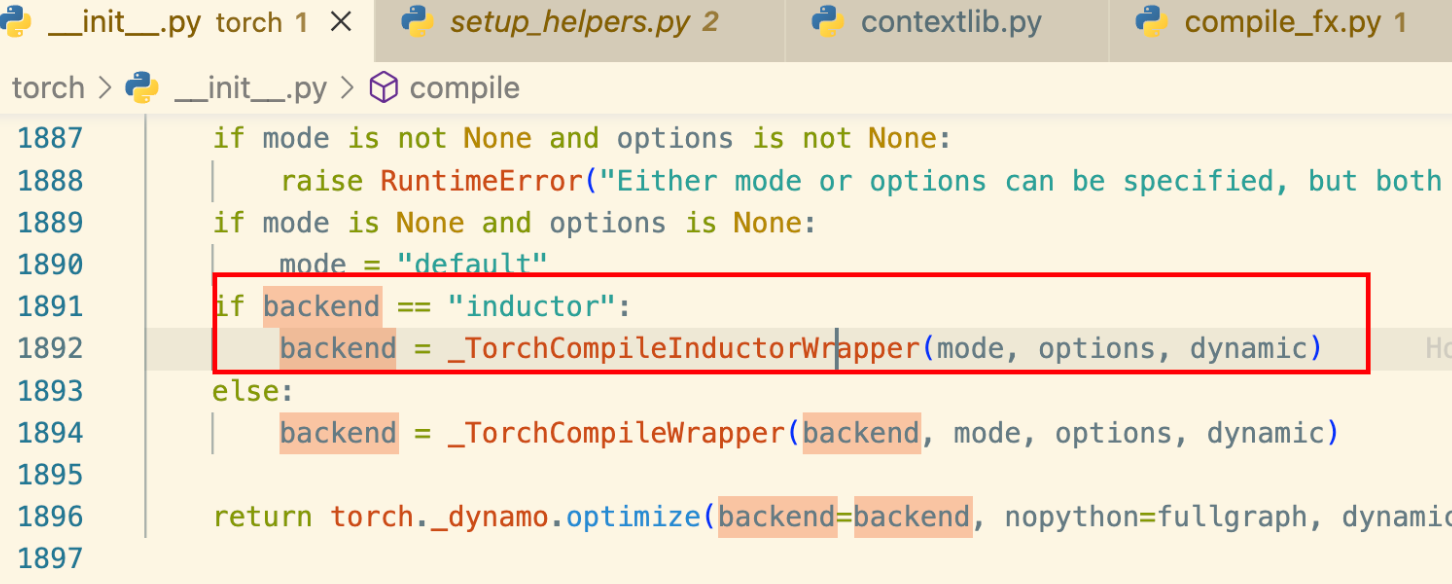 __init__.py torch 1 × setup_helpers.py 2 contextlib.py compile_fx.py 1
torch > __init__.py > compile
1887 if mode is not None and options is not None:
1888 raise RuntimeError("Either mode or options can be specified, but both
1889 if mode is None and options is None:
1890 mode = "default"
1891 if backend == "inductor":
1892 backend = _TorchCompileInductorWrapper(mode, options, dynamic)
1893 else:
1894 backend = _TorchCompileWrapper(backend, mode, options, dynamic)
1895
1896 return torch._dynamo.optimize(backend=backend, nopython=fullgraph, dynamic
1897